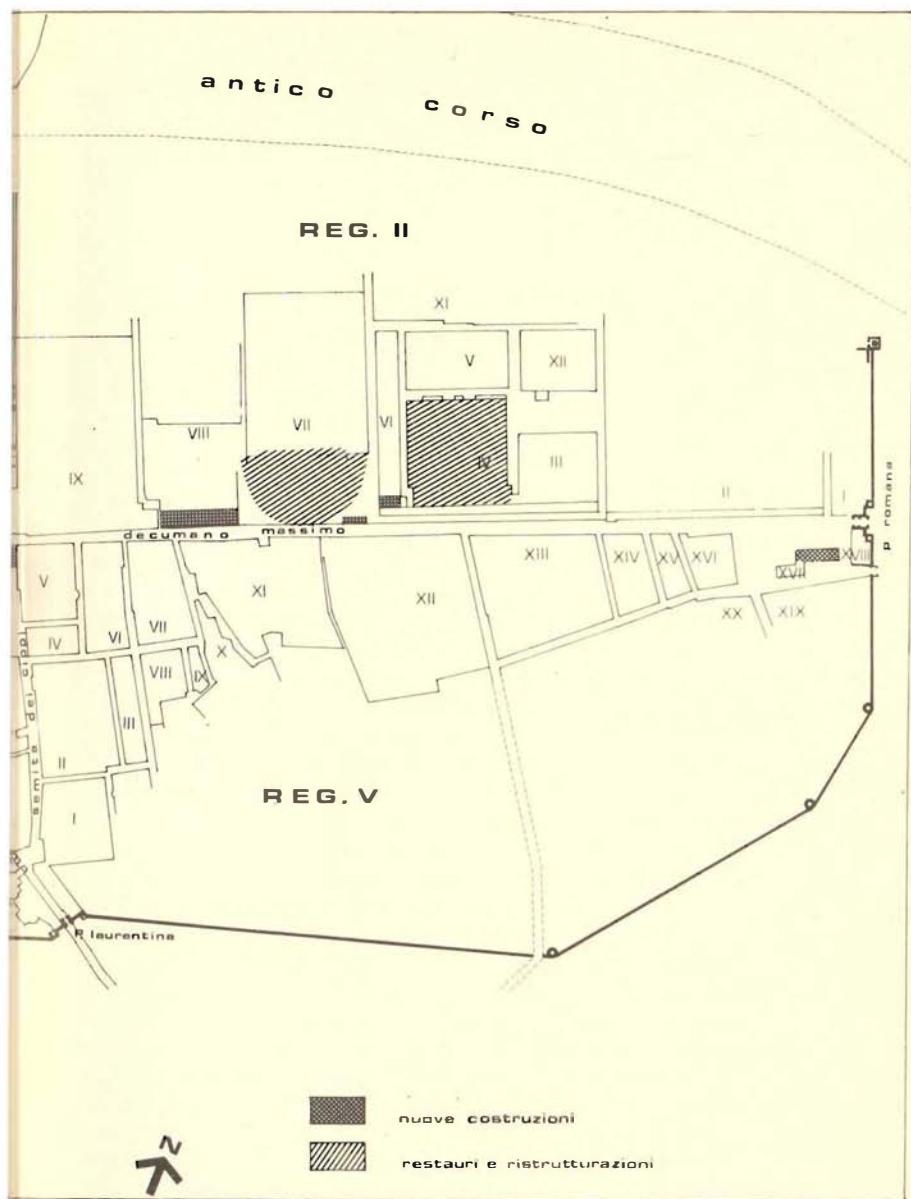 antico corso
REG. II
XI
V XII
VI
VIII VII
IV III
IX
II I
p romana
decumano massimo
V XI XIII XIV XV XVI XVII XVIII
XII
IV VI VII
X XX XIX
VIII IX
III
II
semita dei cippi
REG. V
I
P. laurentina
nuove costruzioni
N
restauri e ristrutturazioni